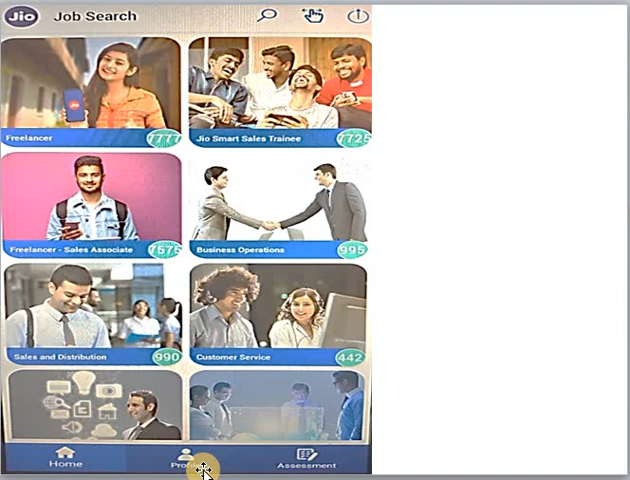 Jio Job Search
Freelancer 7777
Jio Smart Sales Trainee 7725
Freelancer - Sales Associate 7575
Business Operations 995
Sales and Distribution 990
Customer Service 442
Home
Assessment